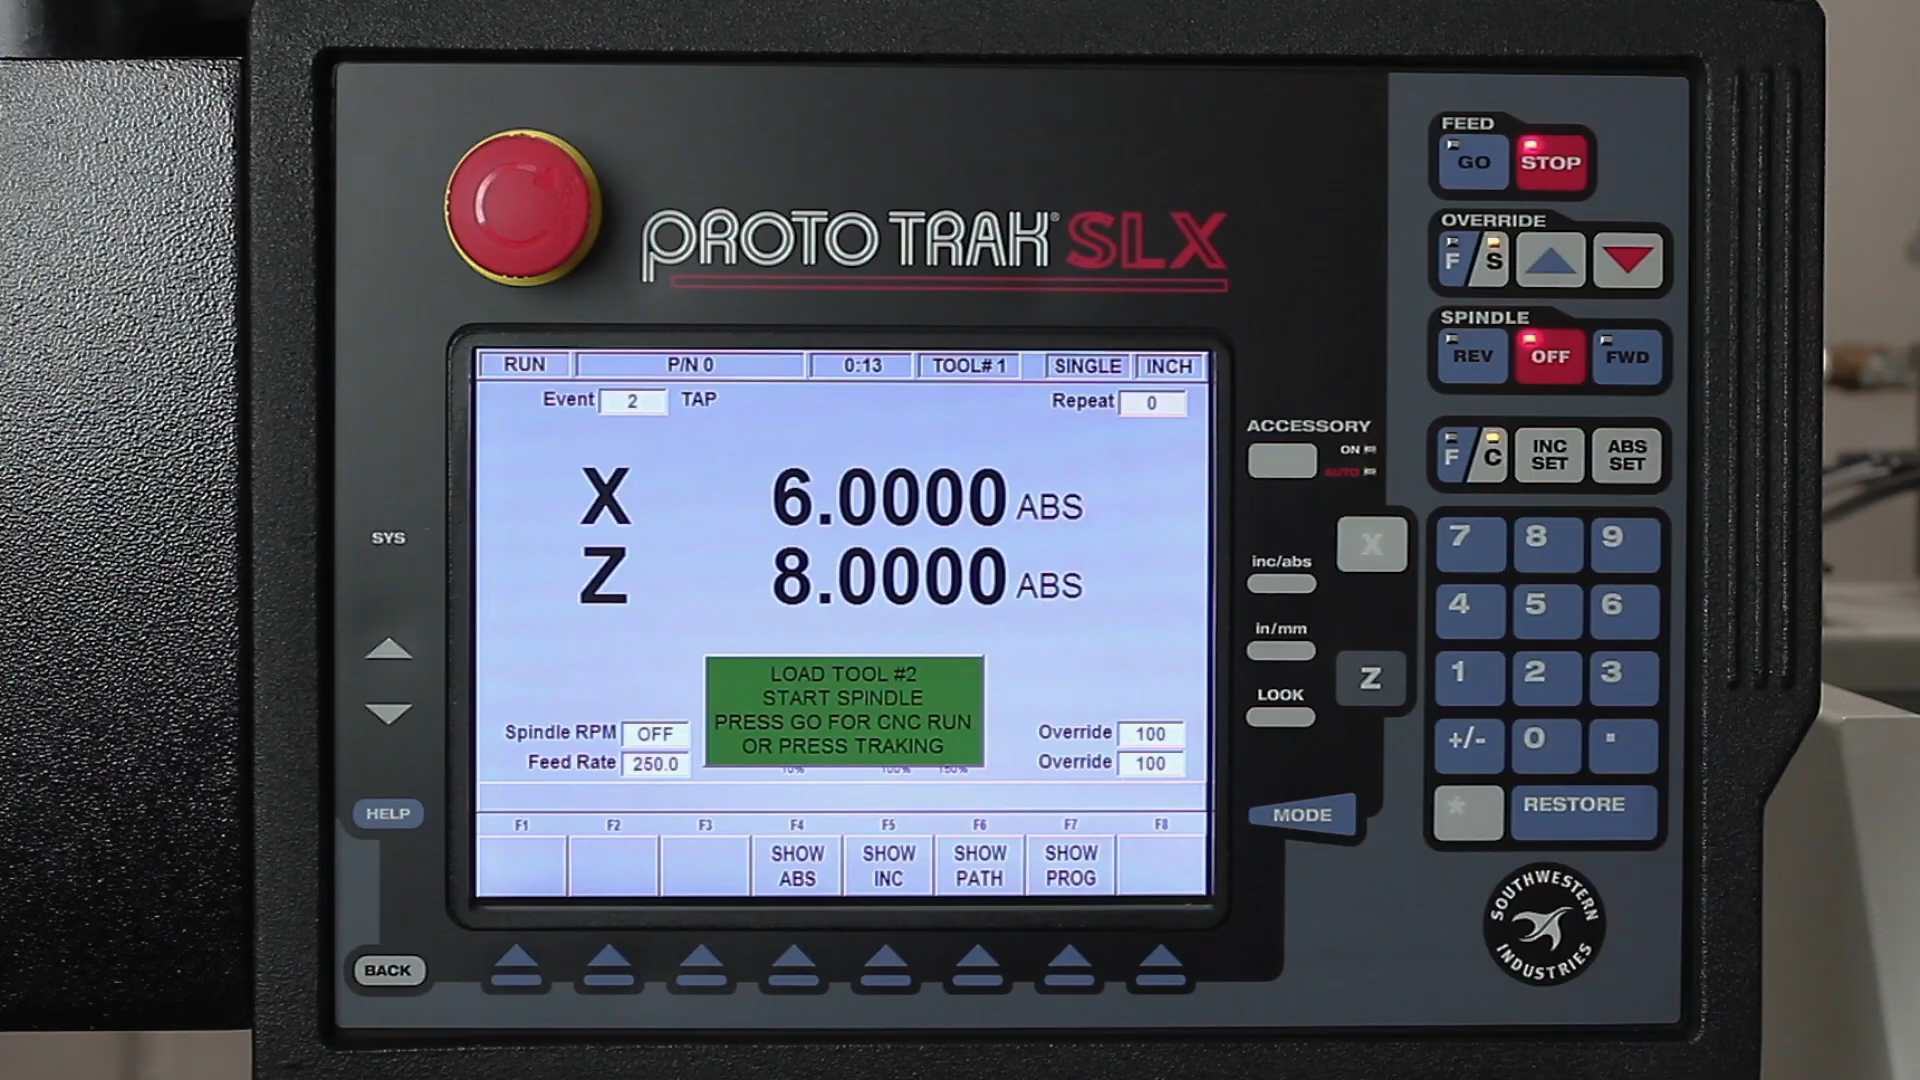 FEED
GO STOP
OVERRIDE
F / S
PROTO TRAK® SLX
SPINDLE
REV OFF FWD
RUN P/N 0 0:13 TOOL# 1 SINGLE INCH
Event 2 TAP Repeat 0
ACCESSORY
ON
AUTO
F / C INC SET ABS SET
X 6.0000 ABS
Z 8.0000 ABS
SYS
inc/abs
X
in/mm
Z
LOOK
7 8 9
4 5 6
1 2 3
+/- 0 .
* RESTORE
LOAD TOOL #2
START SPINDLE
PRESS GO FOR CNC RUN
OR PRESS TRAKING
Spindle RPM OFF Override 100
Feed Rate 250.0 Override 100
10% 100% 150%
HELP
MODE
F1 F2 F3 F4 F5 F6 F7 F8
SHOW ABS SHOW INC SHOW PATH SHOW PROG
BACK
SOUTHWESTERN
INDUSTRIES